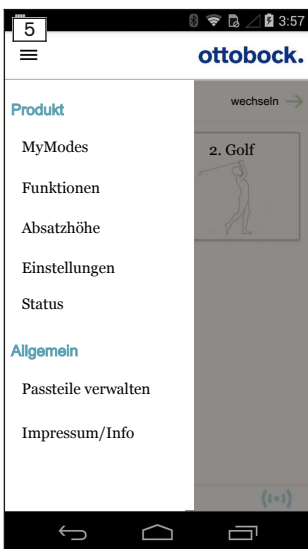 5
3:57
ottobock.
Produkt
wechseln
MyModes
2. Golf
Funktionen
Absatzhöhe
Einstellungen
Status
Allgemein
Passteile verwalten
Impressum/Info